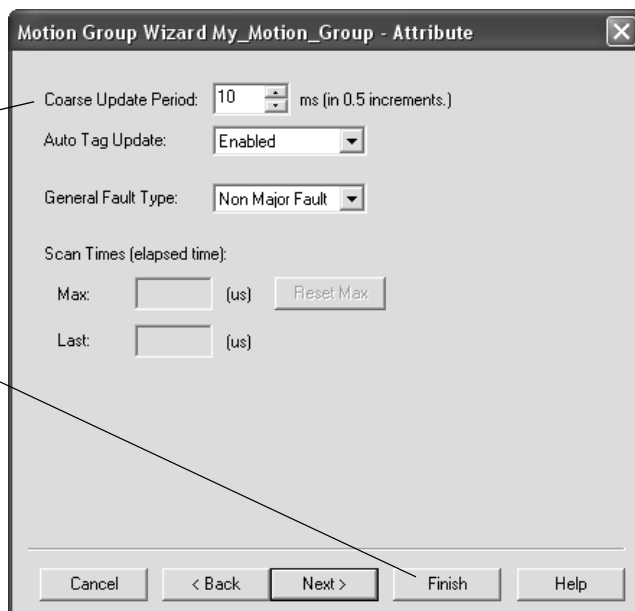 Motion Group Wizard My_Motion_Group - Attribute
Coarse Update Period: 10 ms (in 0.5 increments.)
Auto Tag Update: Enabled
General Fault Type: Non Major Fault
Scan Times (elapsed time):
Max: (us) Reset Max
Last: (us)
Cancel < Back Next > Finish Help